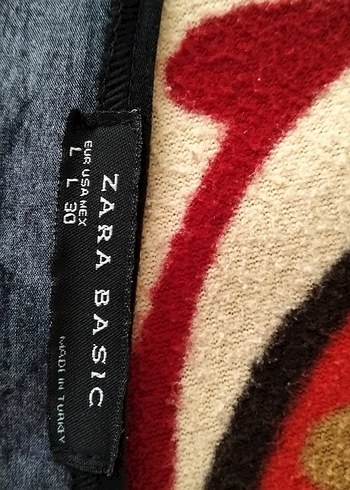 ZARA BASIC
EUR USA MEX
L L 30
MADE IN TURKEY